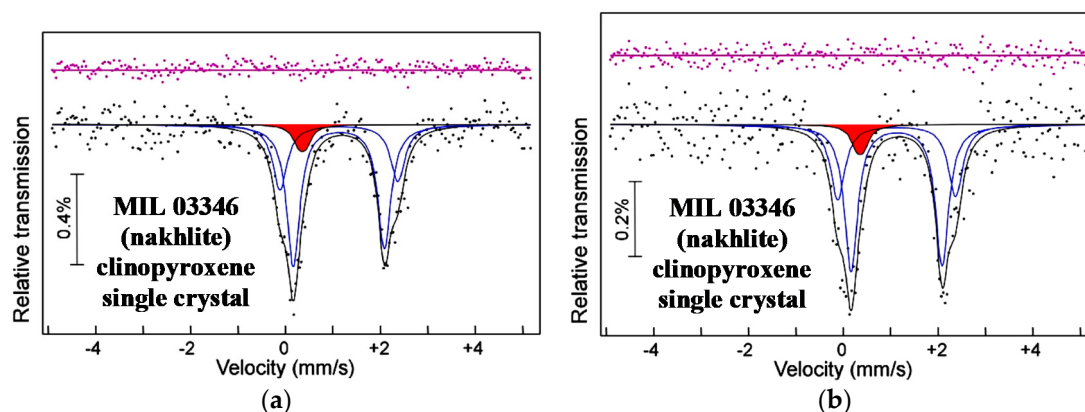 Relative transmission
0.4%
MIL 03346
(nakhlite)
clinopyroxene
single crystal
-4 -2 0 +2 +4
Velocity (mm/s)
(a)
Relative transmission
0.2%
MIL 03346
(nakhlite)
clinopyroxene
single crystal
-4 -2 0 +2 +4
Velocity (mm/s)
(b)